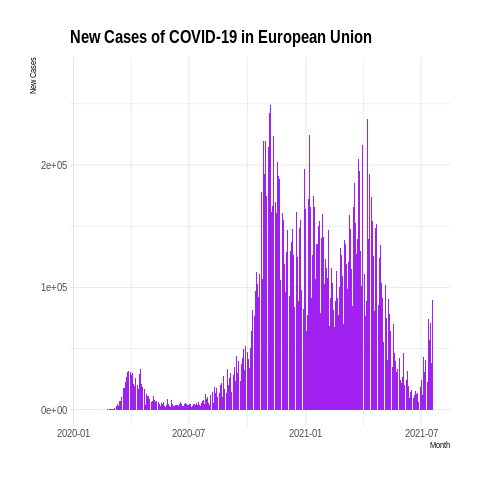 New Cases of COVID-19 in European Union
New Cases
2e+05
1e+05
0e+00
2020-01 2020-07 2021-01 2021-07
Month